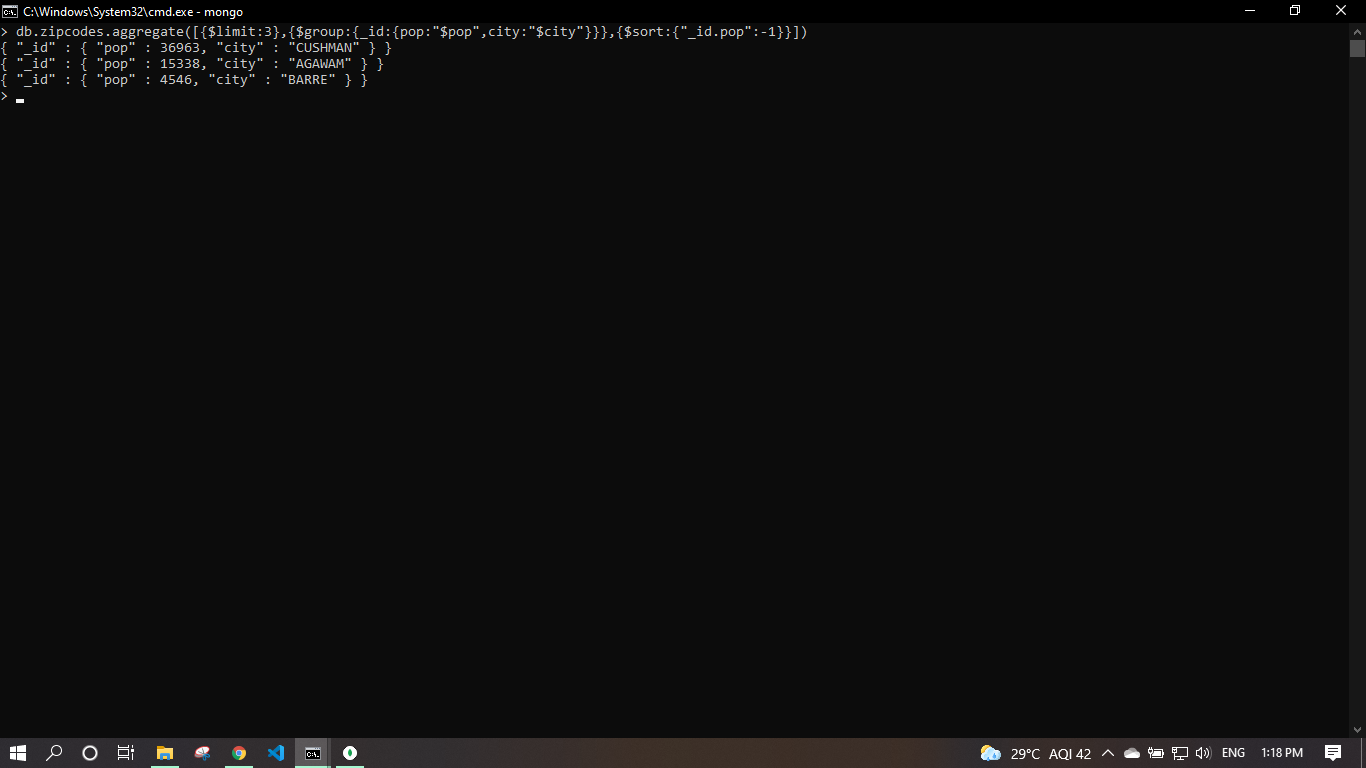 C:\Windows\System32\cmd.exe - mongo
> db.zipcodes.aggregate([{$limit:3},{$group:{_id:{pop:"$pop",city:"$city"}}},{$sort:{"_id.pop":-1}}])
{ "_id" : { "pop" : 36963, "city" : "CUSHMAN" } }
{ "_id" : { "pop" : 15338, "city" : "AGAWAM" } }
{ "_id" : { "pop" : 4546, "city" : "BARRE" } }
>
29°C AQI 42 ENG 1:18 PM